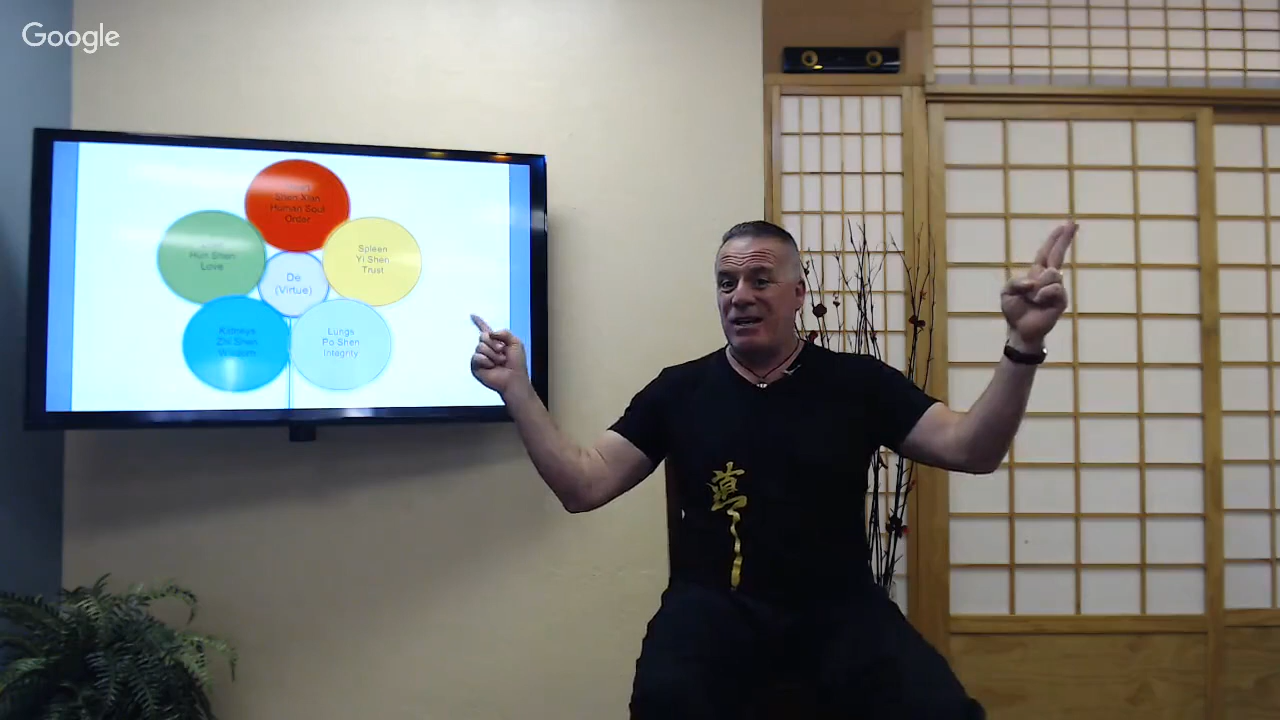 Google
Shen Xian
Human Soul
Order
Hun Shen
Love
Spleen
Yi Shen
Trust
De
(Virtue)
Kidneys
Zhi Shen
Wisdom
Lungs
Po Shen
Integrity